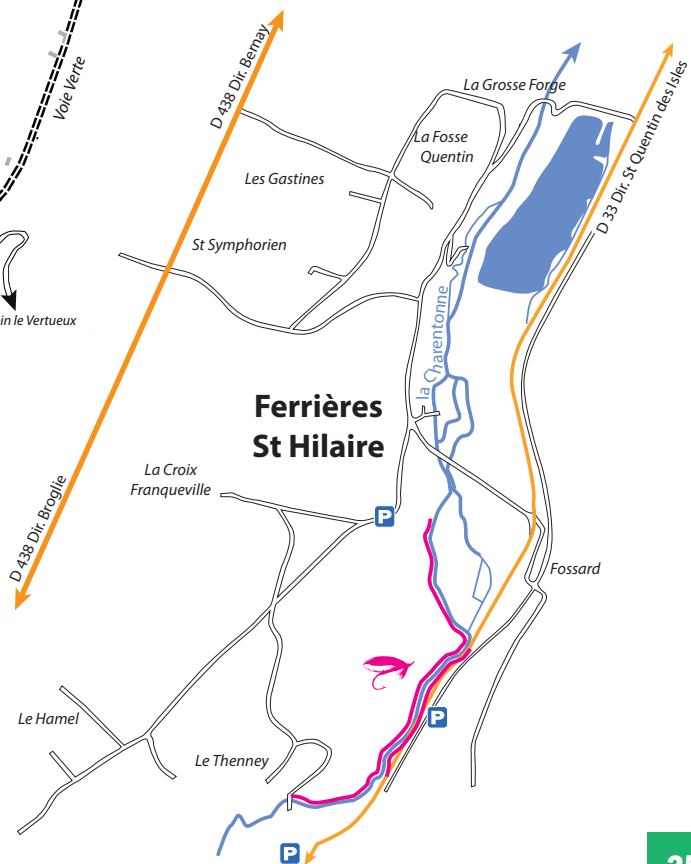 Voie Verte
D 438 Dir. Bernay
La Grosse Forge
La Fosse
Quentin
Les Gastines
D 33 Dir. St Quentin des Isles
St Symphorien
in le Vertueux
la Charentonne
Ferrières
St Hilaire
La Croix
Franqueville
P
D 438 Dir. Broglie
Fossard
P
Le Hamel
Le Thenney
P